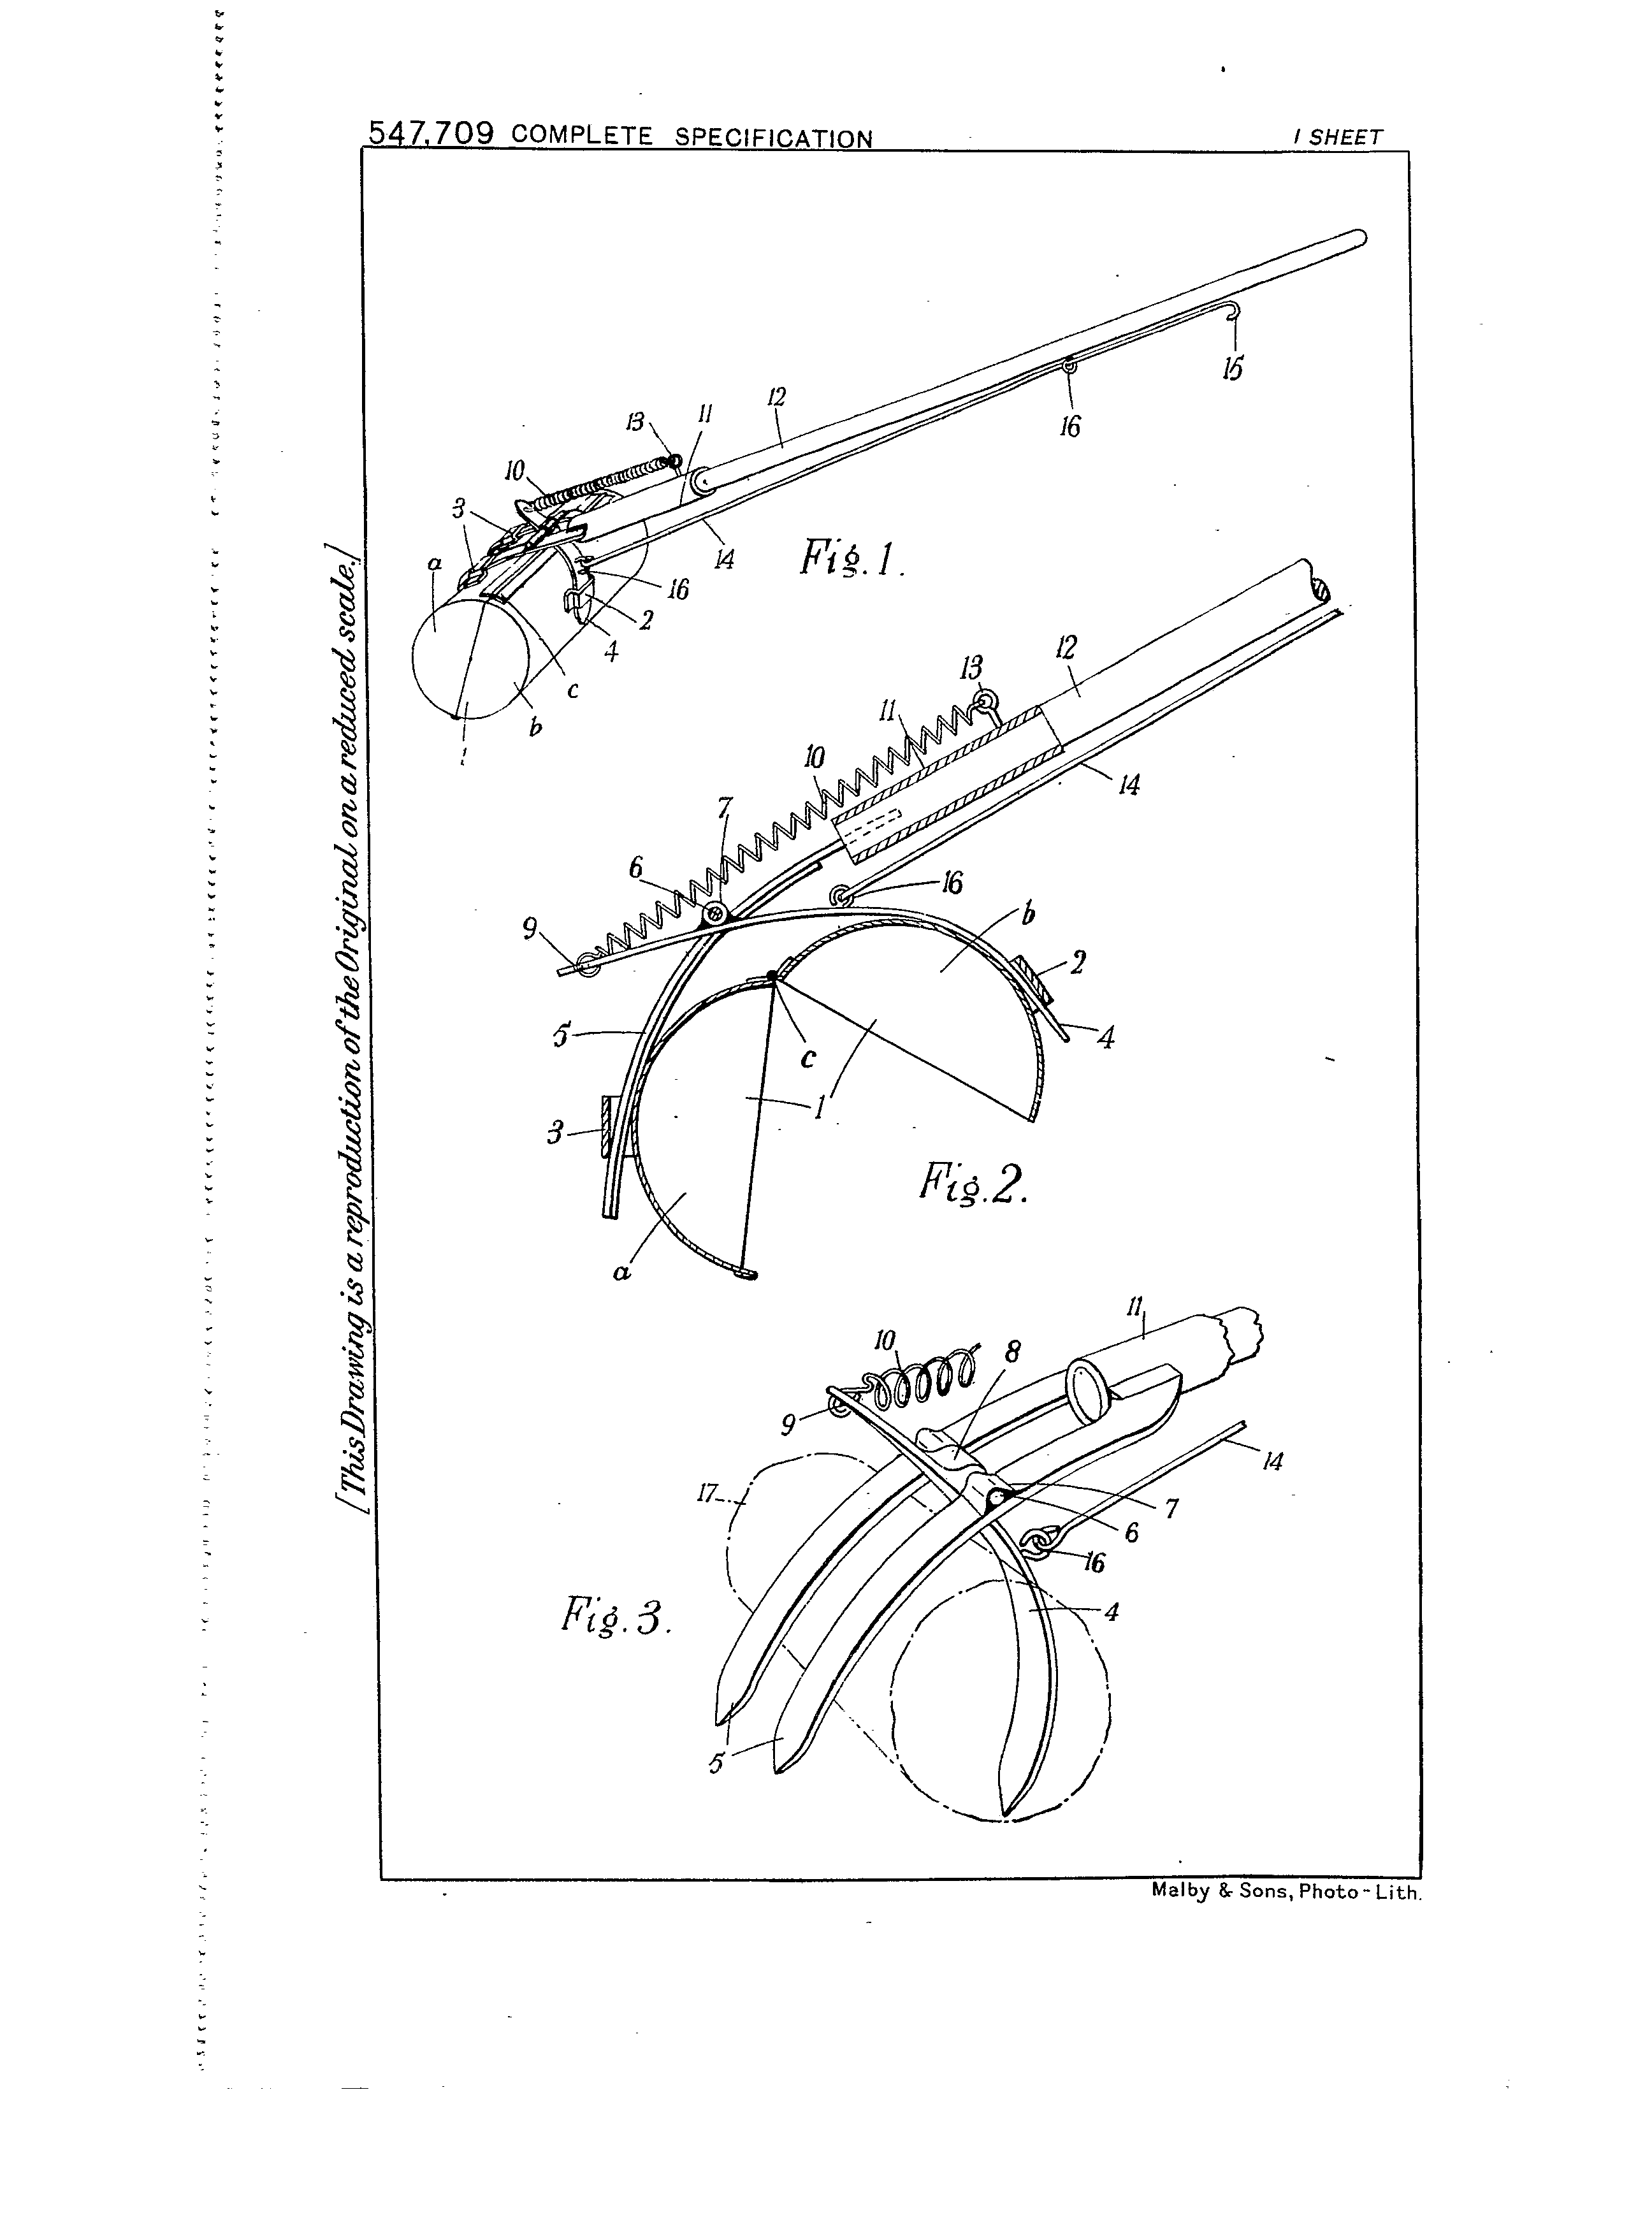 547,709 COMPLETE SPECIFICATION
1 SHEET
[This Drawing is a reproduction of the Original on a reduced scale.]
15
16
12
11
13
10
3
a
14
Fig. 1.
16
2
4
c
b
1
12
13
11
10
14
7
6
16
9
b
2
5
4
c
1
3
Fig. 2.
a
11
10
8
9
14
17
7
6
16
4
Fig. 3.
5
Malby & Sons, Photo-Lith.